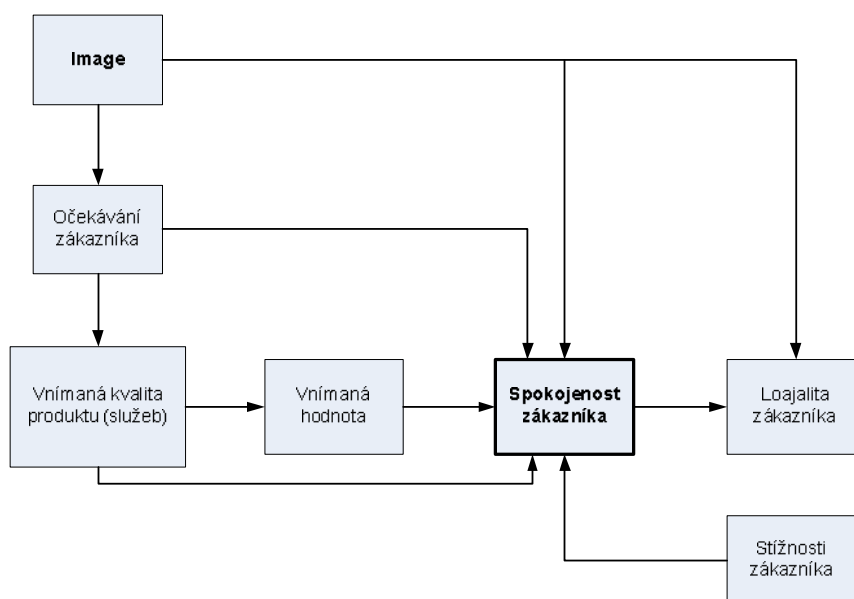 Image
Očekávání
zákazníka
Vnímaná kvalita
produktu (služeb)
Vnímaná
hodnota
Spokojenost
zákazníka
Loajalita
zákazníka
Stížnosti
zákazníka